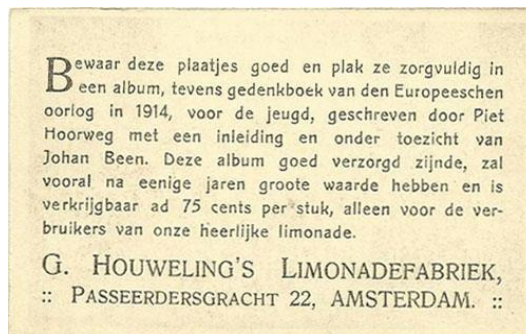 Bewaar deze plaatjes goed en plak ze zorgvuldig in
een album, tevens gedenkboek van den Europeeschen
oorlog in 1914, voor de jeugd, geschreven door Piet
Hoorweg met een inleiding en onder toezicht van
Johan Been. Deze album goed verzorgd zijnde, zal
vooral na eenige jaren groote waarde hebben en is
verkrijgbaar ad 75 cents per stuk, alleen voor de ver-
bruikers van onze heerlijke limonade.
G. HOUWELING'S LIMONADEFABRIEK,
:: PASSEERDERSGRACHT 22, AMSTERDAM. ::